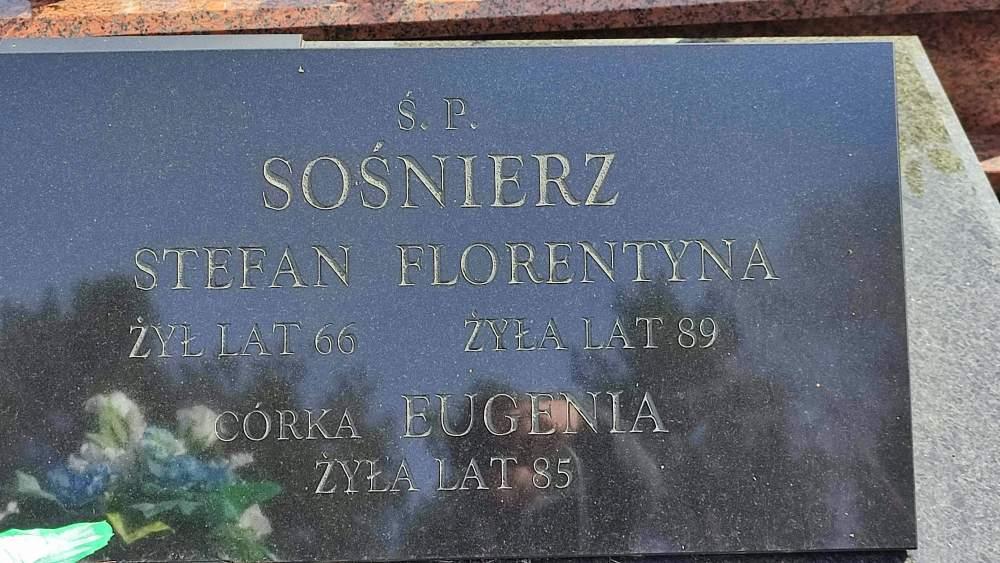 Ś. P.
SOŚNIERZ
STEFAN FLORENTYNA
ŻYŁ LAT 66 ŻYŁA LAT 89
CÓRKA EUGENIA
ŻYŁA LAT 85